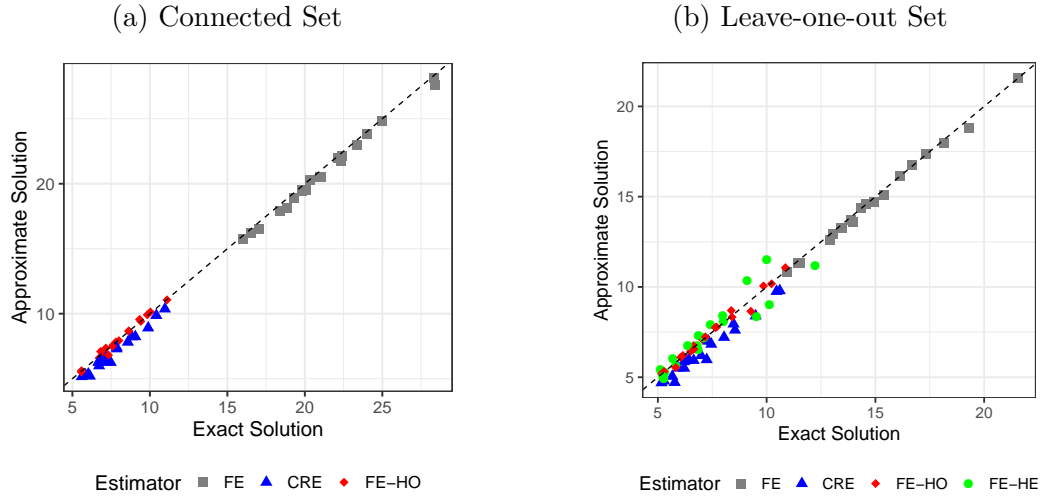 (a) Connected Set
(b) Leave-one-out Set
Approximate Solution
20
10
5
10
15
20
25
Exact Solution
Estimator FE CRE FE−HO
Approximate Solution
20
15
10
5
5
10
15
20
Exact Solution
Estimator FE CRE FE−HO FE−HE